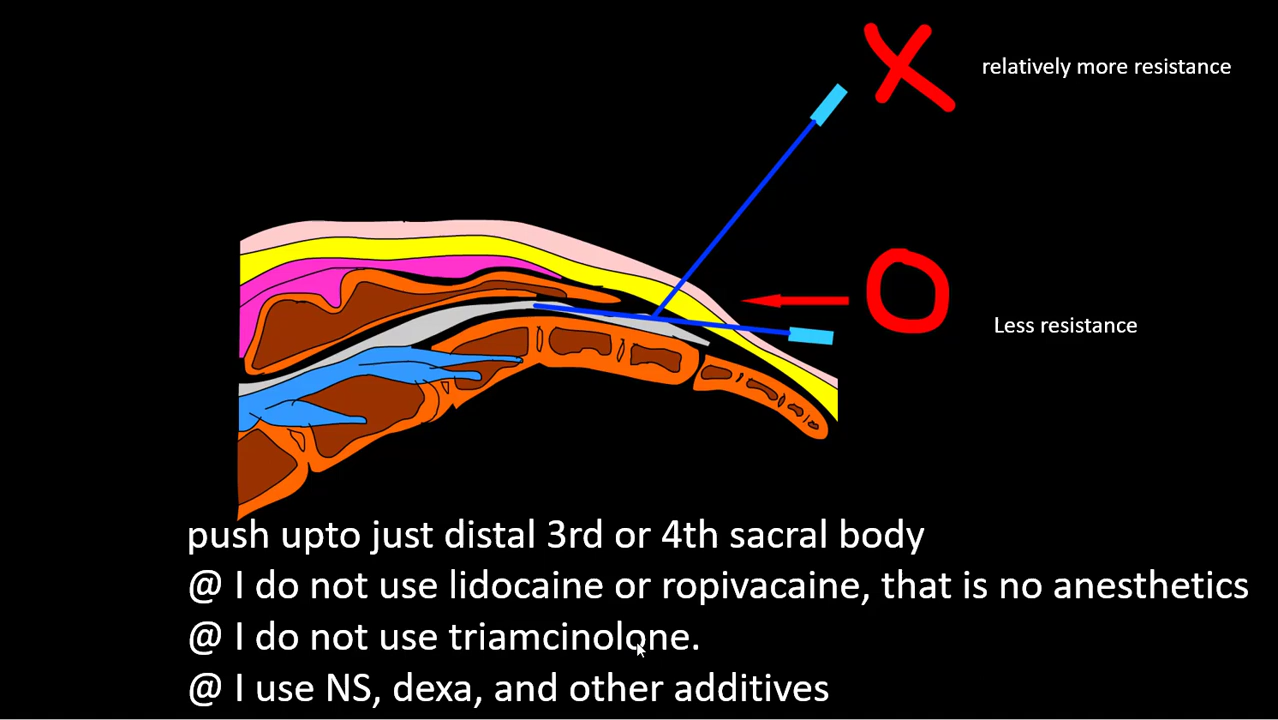 relatively more resistance
Less resistance
push upto just distal 3rd or 4th sacral body
@ I do not use lidocaine or ropivacaine, that is no anesthetics
@ I do not use triamcinolone.
@ I use NS, dexa, and other additives